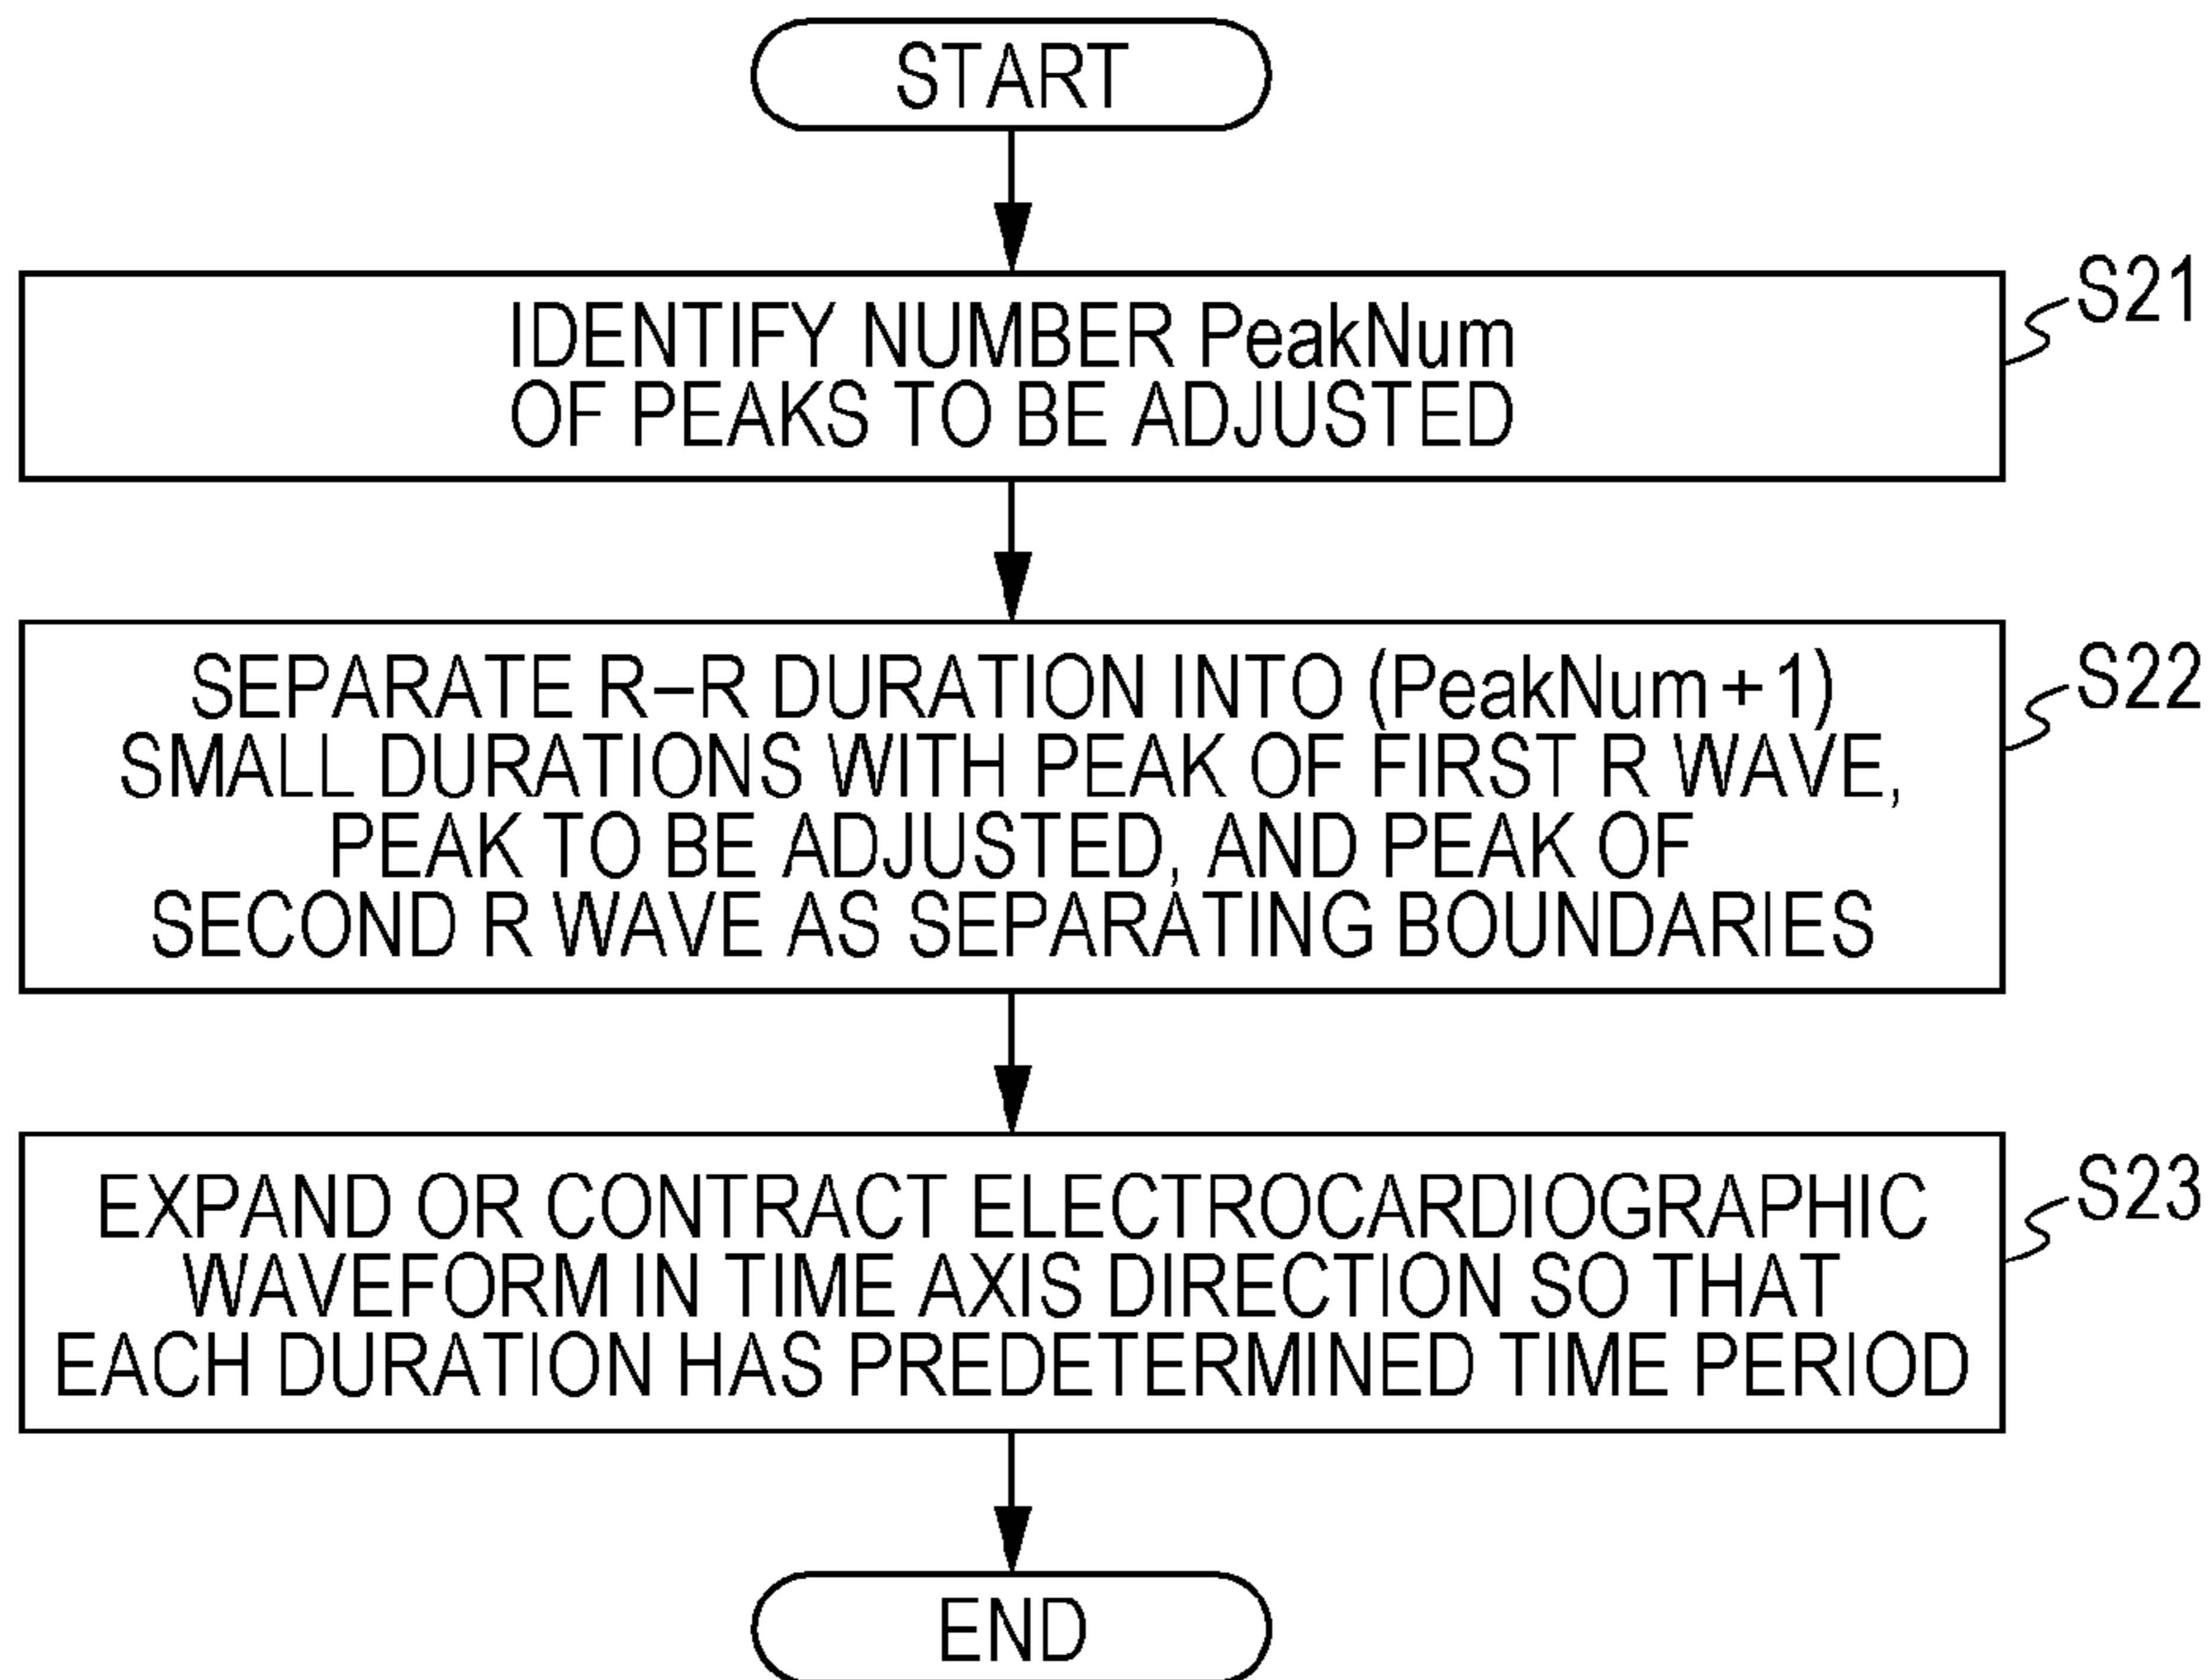 START
IDENTIFY NUMBER PeakNum
OF PEAKS TO BE ADJUSTED
S21
SEPARATE R–R DURATION INTO (PeakNum + 1)
SMALL DURATIONS WITH PEAK OF FIRST R WAVE,
PEAK TO BE ADJUSTED, AND PEAK OF
SECOND R WAVE AS SEPARATING BOUNDARIES
S22
EXPAND OR CONTRACT ELECTROCARDIOGRAPHIC
WAVEFORM IN TIME AXIS DIRECTION SO THAT
EACH DURATION HAS PREDETERMINED TIME PERIOD
S23
END